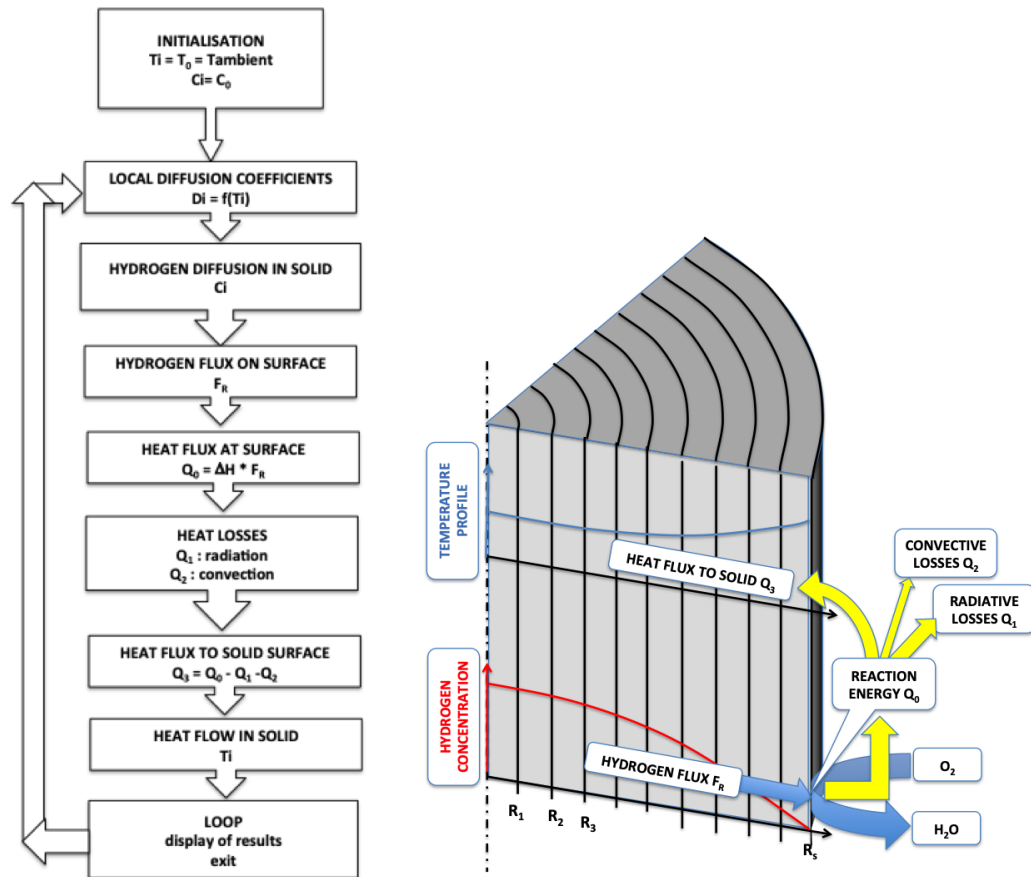 INITIALISATION
Ti = T₀ = Tambient
Ci= C₀
LOCAL DIFFUSION COEFFICIENTS
Di = f(Ti)
HYDROGEN DIFFUSION IN SOLID
Ci
HYDROGEN FLUX ON SURFACE
F_R
HEAT FLUX AT SURFACE
Q₀ = ΔH * F_R
HEAT LOSSES
Q₁ : radiation
Q₂ : convection
HEAT FLUX TO SOLID SURFACE
Q₃ = Q₀ - Q₁ -Q₂
HEAT FLOW IN SOLID
Ti
LOOP
display of results
exit
TEMPERATURE
PROFILE
HYDROGEN
CONCENTRATION
HEAT FLUX TO SOLID Q₃
CONVECTIVE
LOSSES Q₂
RADIATIVE
LOSSES Q₁
REACTION
ENERGY Q₀
HYDROGEN FLUX F_R
O₂
H₂O
R₁
R₂
R₃
R_s